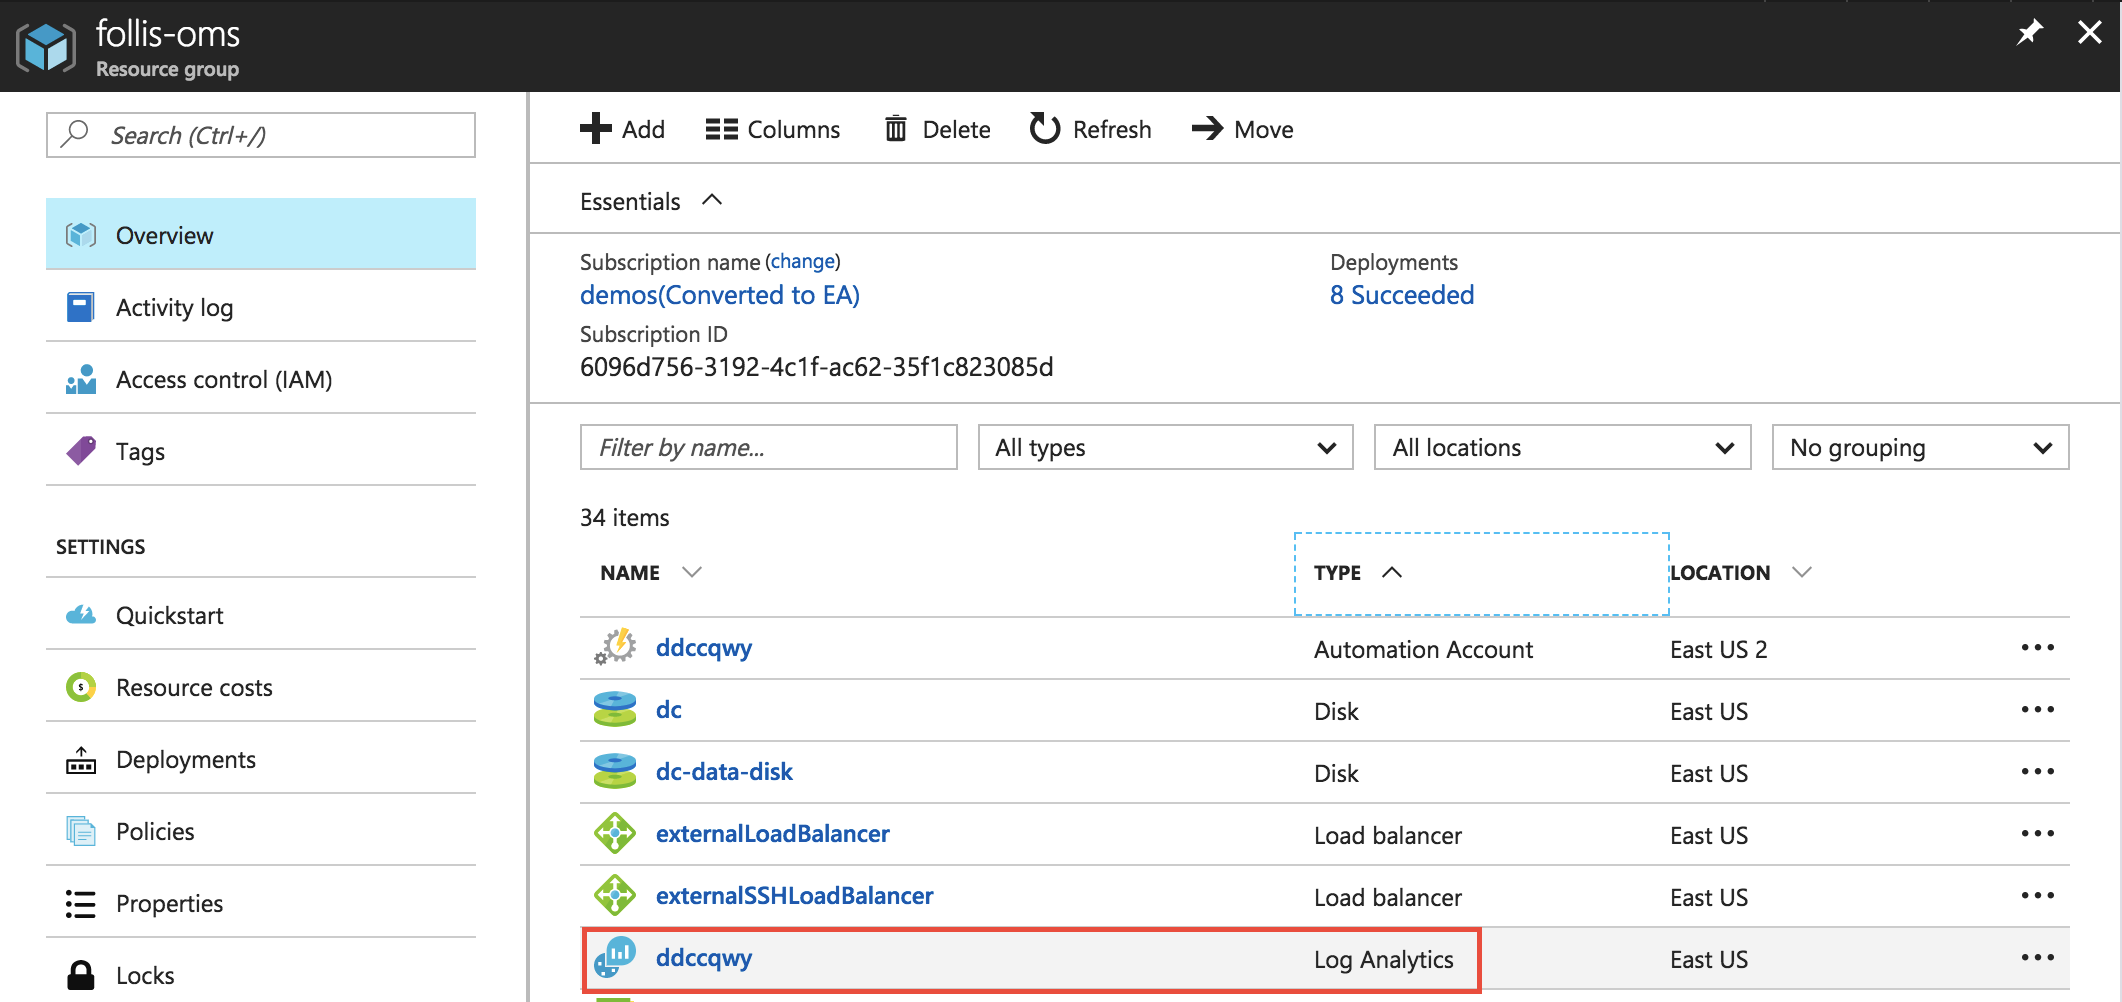 follis-oms
Resource group
Search (Ctrl+/)
Overview
Activity log
Access control (IAM)
Tags
SETTINGS
Quickstart
Resource costs
Deployments
Policies
Properties
Locks
Add Columns Delete Refresh Move
Essentials
Subscription name (change) Deployments
demos(Converted to EA) 8 Succeeded
Subscription ID
6096d756-3192-4c1f-ac62-35f1c823085d
Filter by name... All types All locations No grouping
34 items
NAME TYPE LOCATION
ddccqwy Automation Account East US 2
dc Disk East US
dc-data-disk Disk East US
externalLoadBalancer Load balancer East US
externalSSHLoadBalancer Load balancer East US
ddccqwy Log Analytics East US